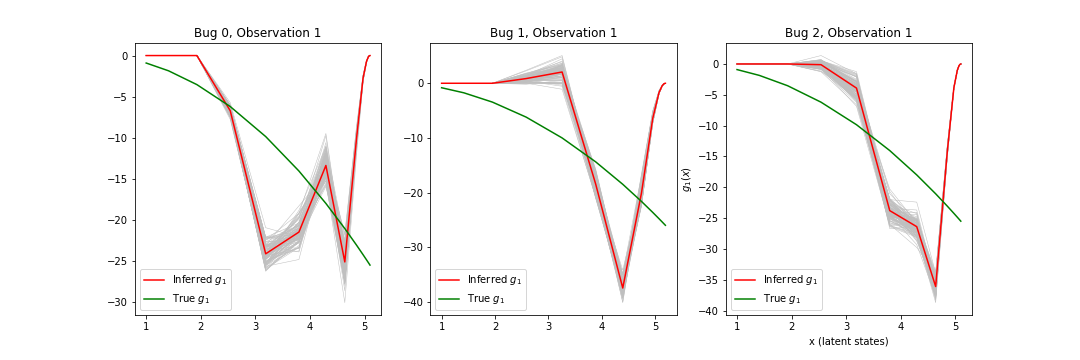 Bug 0, Observation 1
0
−5
−10
−15
−20
−25
−30
1 2 3 4 5
Inferred g₁
True g₁
Bug 1, Observation 1
0
−10
−20
−30
−40
1 2 3 4 5
Inferred g₁
True g₁
Bug 2, Observation 1
g₁(x)
0
−5
−10
−15
−20
−25
−30
−35
−40
1 2 3 4 5
x (latent states)
Inferred g₁
True g₁